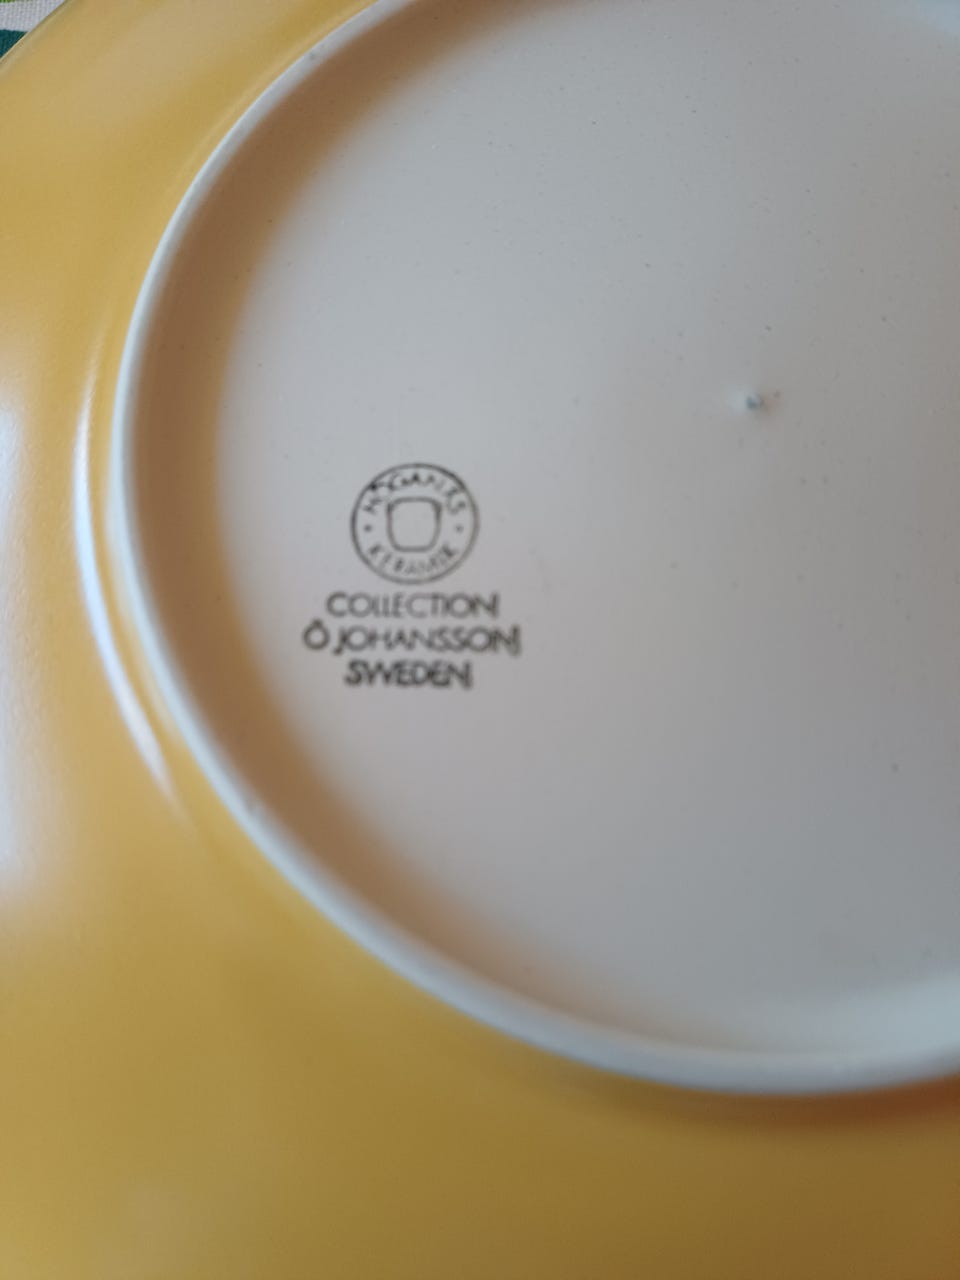 HÖGANÄS
KERAMIK
COLLECTION
Ô JOHANSSON
SWEDEN